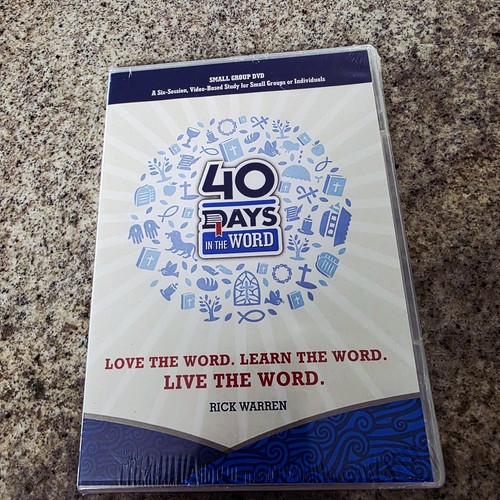 SMALL GROUP DVD
A Six-Session, Video-Based Study for Small Groups or Individuals
40
DAYS
IN THE WORD
LOVE THE WORD. LEARN THE WORD.
LIVE THE WORD.
RICK WARREN